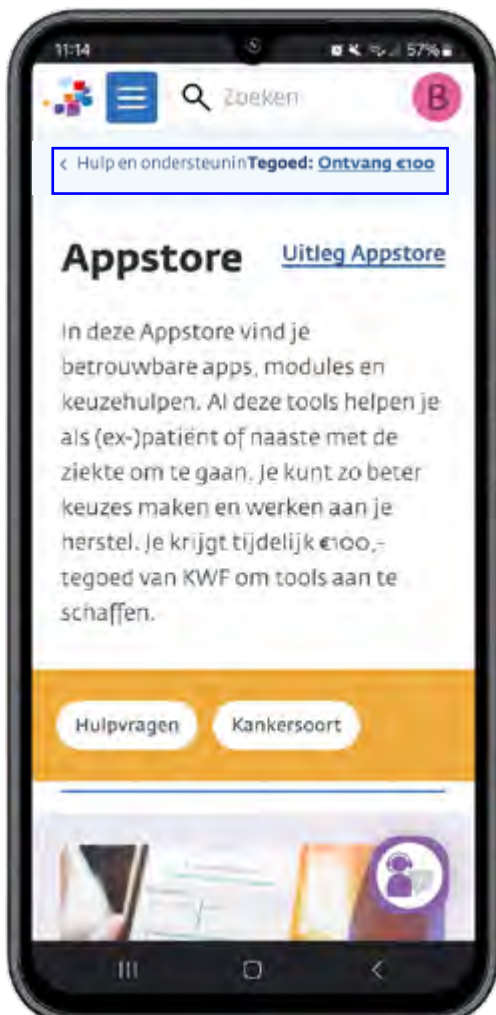 11:14
57%
Zoeken
B
< Hulp en ondersteunin Tegoed: Ontvang €100
Appstore
Uitleg Appstore
In deze Appstore vind je
betrouwbare apps, modules en
keuzehulpen. Al deze tools helpen je
als (ex-)patiënt of naaste met de
ziekte om te gaan. Je kunt zo beter
keuzes maken en werken aan je
herstel. Je krijgt tijdelijk €100,-
tegoed van KWF om tools aan te
schaffen.
Hulpvragen
Kankersoort